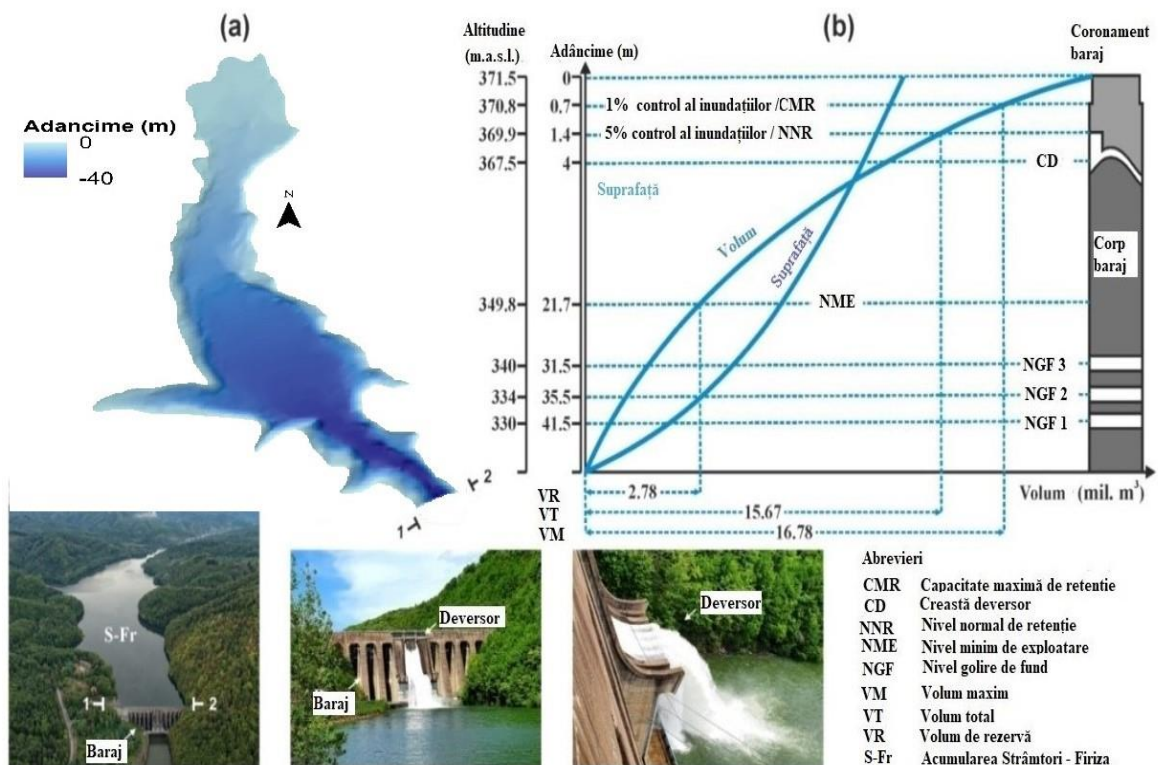 (a)
Adancime (m)
0
-40
N
1
2
Altitudine
(m.a.s.l.)
371.5
370.8
369.9
367.5
349.8
340
334
330
(b)
Adâncime (m)
0
0.7
1.4
4
21.7
31.5
35.5
41.5
Coronament
baraj
1% control al inundațiilor /CMR
5% control al inundațiilor / NNR
CD
Suprafață
Volum
Suprafață
Corp
baraj
NME
NGF 3
NGF 2
NGF 1
VR
VT
VM
2.78
15.67
16.78
Volum (mil. m³)
S-Fr
1
2
Baraj
Deversor
Baraj
Deversor
Abrevieri
CMR Capacitate maximă de retentie
CD Creastă deversor
NNR Nivel normal de retenție
NME Nivel minim de exploatare
NGF Nivel golire de fund
VM Volum maxim
VT Volum total
VR Volum de rezervă
S-Fr Acumularea Strâmtori - Firiza